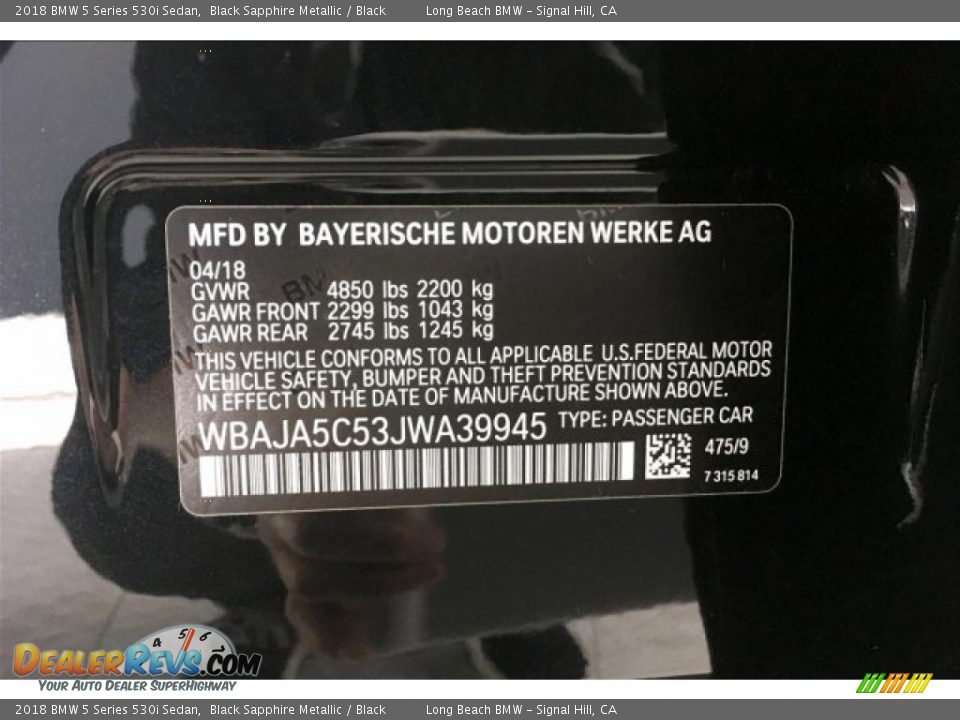 2018 BMW 5 Series 530i Sedan,  Black Sapphire Metallic / Black  Long Beach BMW - Signal Hill, CA
MFD BY BAYERISCHE MOTOREN WERKE AG
04/18
GVWR 4850 lbs 2200 kg
GAWR FRONT 2299 lbs 1043 kg
GAWR REAR 2745 lbs 1245 kg
THIS VEHICLE CONFORMS TO ALL APPLICABLE U.S.FEDERAL MOTOR
VEHICLE SAFETY, BUMPER AND THEFT PREVENTION STANDARDS
IN EFFECT ON THE DATE OF MANUFACTURE SHOWN ABOVE.
WBAJA5C53JWA39945 TYPE: PASSENGER CAR
475/9
7 315 814
4 5 6
DEALERREVS.COM
YOUR AUTO DEALER SUPERHIGHWAY
2018 BMW 5 Series 530i Sedan,  Black Sapphire Metallic / Black  Long Beach BMW - Signal Hill, CA